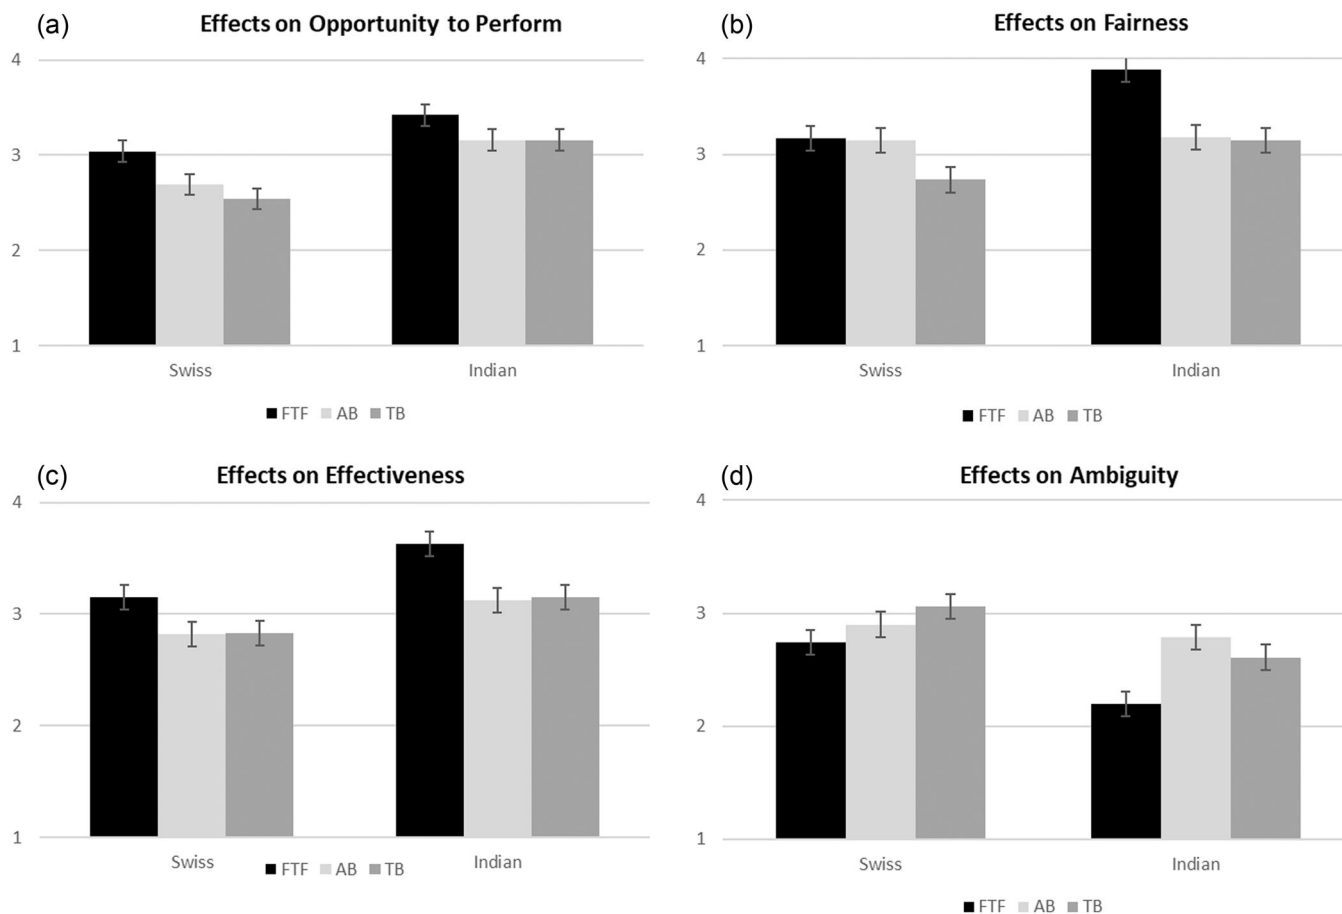 (a) Effects on Opportunity to Perform
4
3
2
1
Swiss Indian
FTF AB TB
(b) Effects on Fairness
4
3
2
1
Swiss Indian
FTF AB TB
(c) Effects on Effectiveness
4
3
2
1
Swiss Indian
FTF AB TB
(d) Effects on Ambiguity
4
3
2
1
Swiss Indian
FTF AB TB